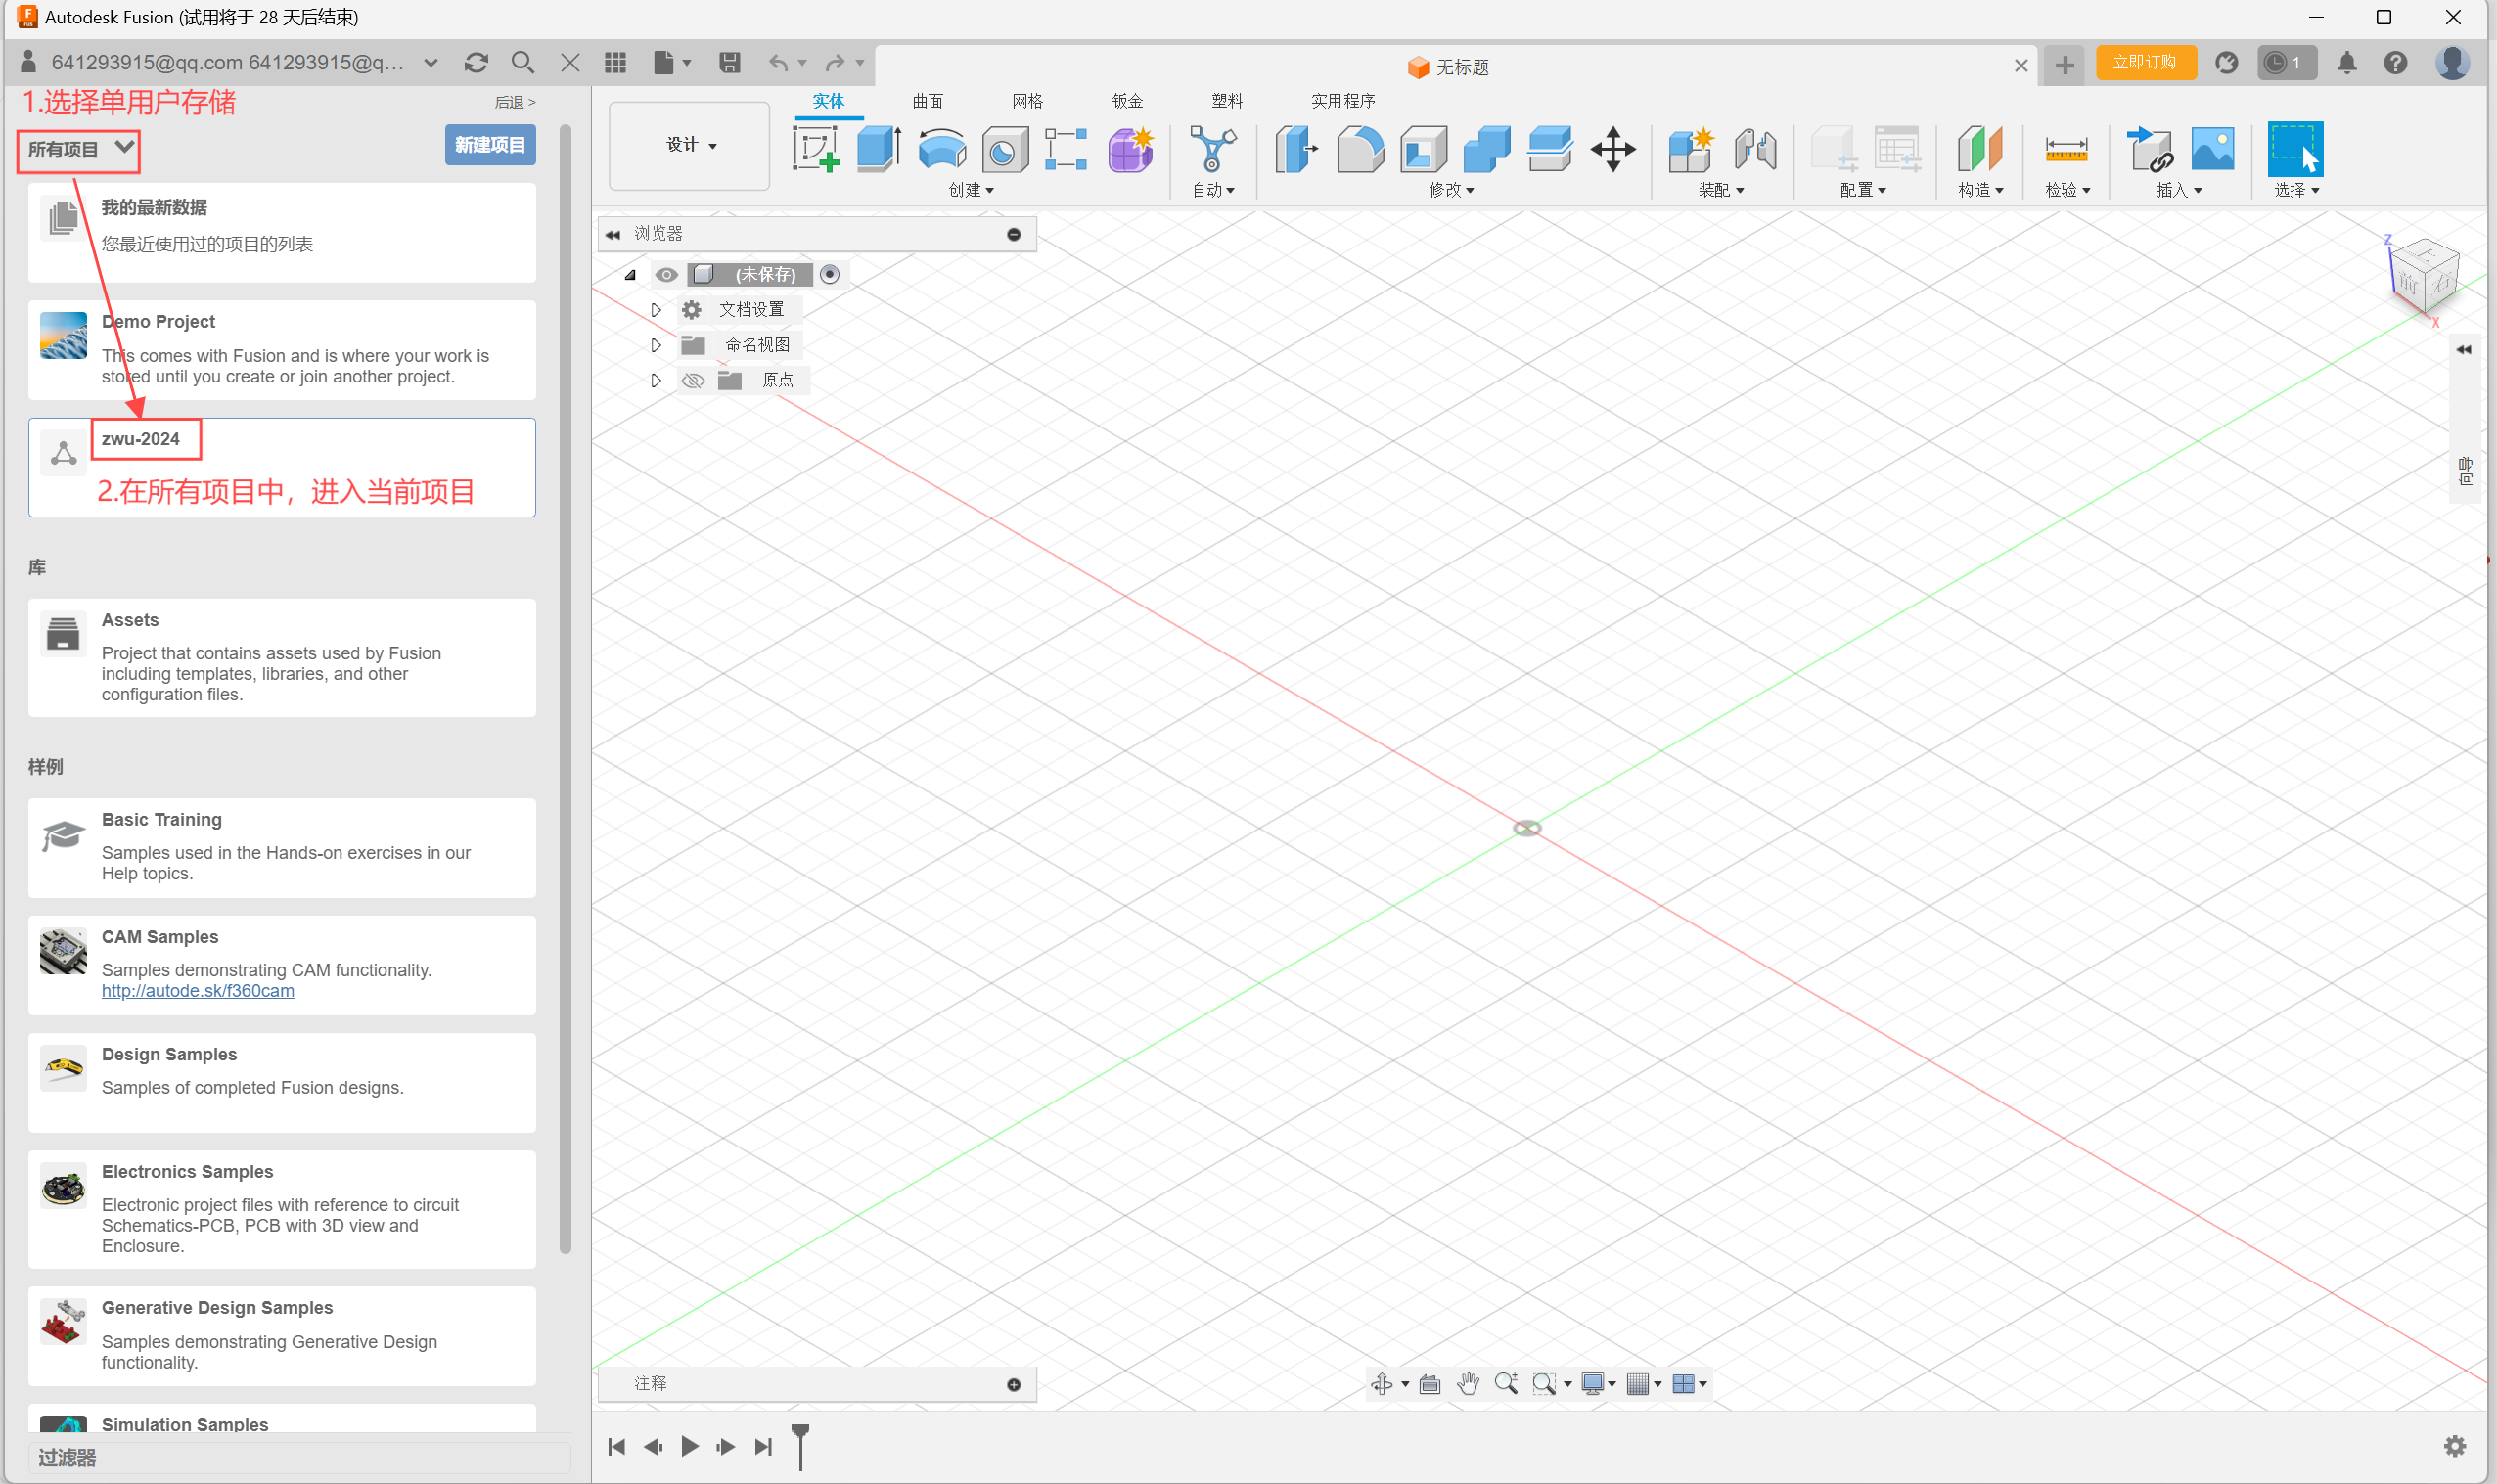 Autodesk Fusion (试用将于 28 天后结束)
641293915@qq.com 641293915@q...
无标题
立即订购
1
1.选择单用户存储
后退 >
所有项目
新建项目
我的最新数据
您最近使用过的项目的列表
Demo Project
This comes with Fusion and is where your work is
stored until you create or join another project.
zwu-2024
2.在所有项目中，进入当前项目
库
Assets
Project that contains assets used by Fusion
including templates, libraries, and other
configuration files.
样例
Basic Training
Samples used in the Hands-on exercises in our
Help topics.
CAM Samples
Samples demonstrating CAM functionality.
http://autode.sk/f360cam
Design Samples
Samples of completed Fusion designs.
Electronics Samples
Electronic project files with reference to circuit
Schematics-PCB, PCB with 3D view and
Enclosure.
Generative Design Samples
Samples demonstrating Generative Design
functionality.
Simulation Samples
过滤器
设计
实体 曲面 网格 钣金 塑料 实用程序
创建 自动 修改 装配 配置 构造 检验 插入 选择
浏览器
(未保存)
文档设置
命名视图
原点
Z
上
前 右
X
向导
注释